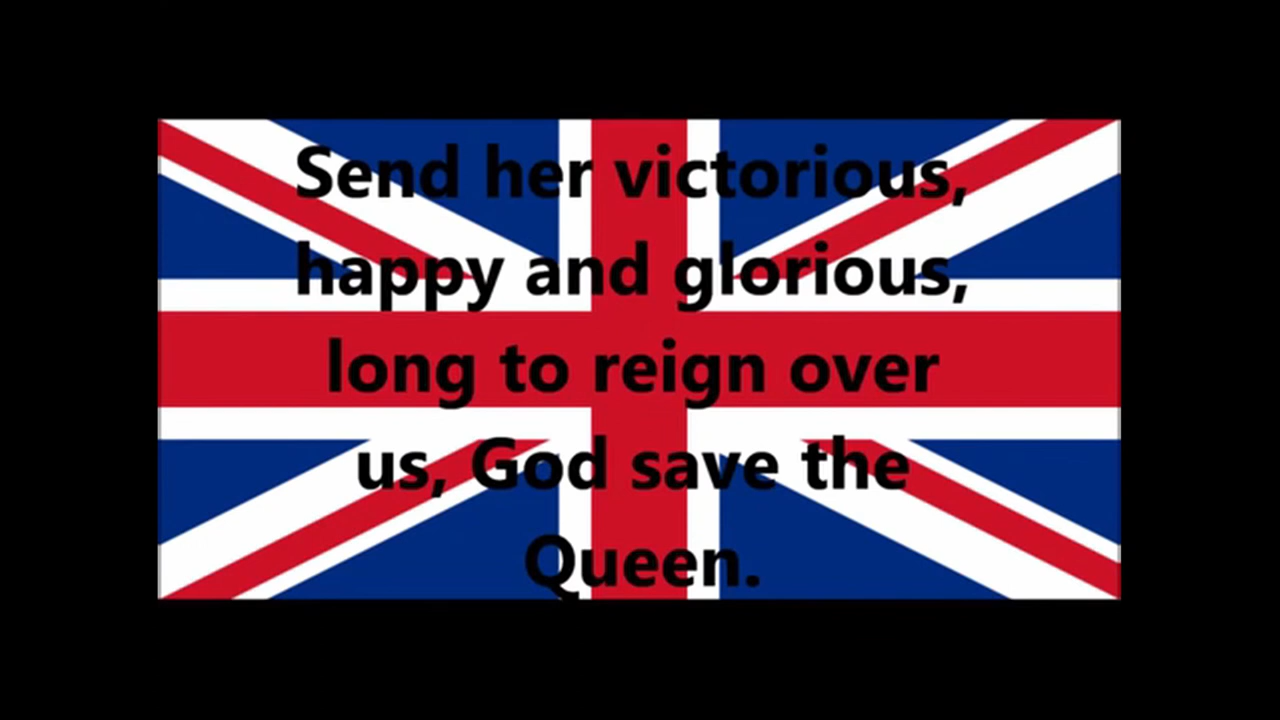 Send her victorious,
happy and glorious,
long to reign over
us, God save the
Queen.